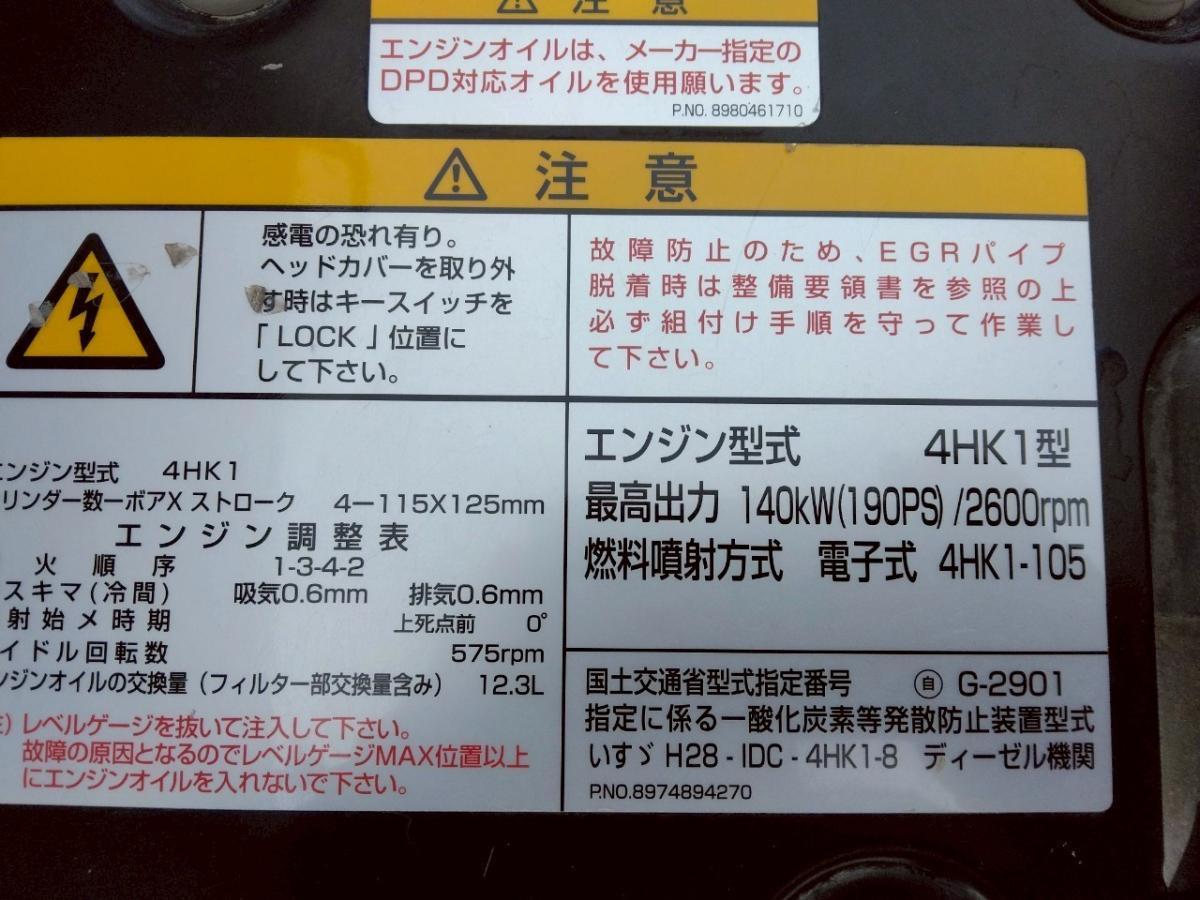 注意
エンジンオイルは、メーカー指定の
DPD対応オイルを使用願います。
P.NO. 8980461710
注意
感電の恐れ有り。
ヘッドカバーを取り外
す時はキースイッチを
「LOCK」位置に
して下さい。
故障防止のため、EGRパイプ
脱着時は整備要領書を参照の上
必ず組付け手順を守って作業し
て下さい。
エンジン型式 4HK1
リンダー数ーボアX ストローク 4ー115X125mm
エンジン調整表
火順序 1-3-4-2
スキマ(冷間) 吸気0.6mm 排気0.6mm
射始メ時期 上死点前 0°
イドル回転数 575rpm
ンジンオイルの交換量(フィルター部交換量含み) 12.3L
)レベルゲージを抜いて注入して下さい。
故障の原因となるのでレベルゲージMAX位置以上
にエンジンオイルを入れないで下さい。
エンジン型式 4HK1型
最高出力 140kW(190PS)/2600rpm
燃料噴射方式 電子式 4HK1-105
国土交通省型式指定番号 自 G-2901
指定に係る一酸化炭素等発散防止装置型式
いすゞ H28 - IDC - 4HK1-8 ディーゼル機関
P.NO.8974894270